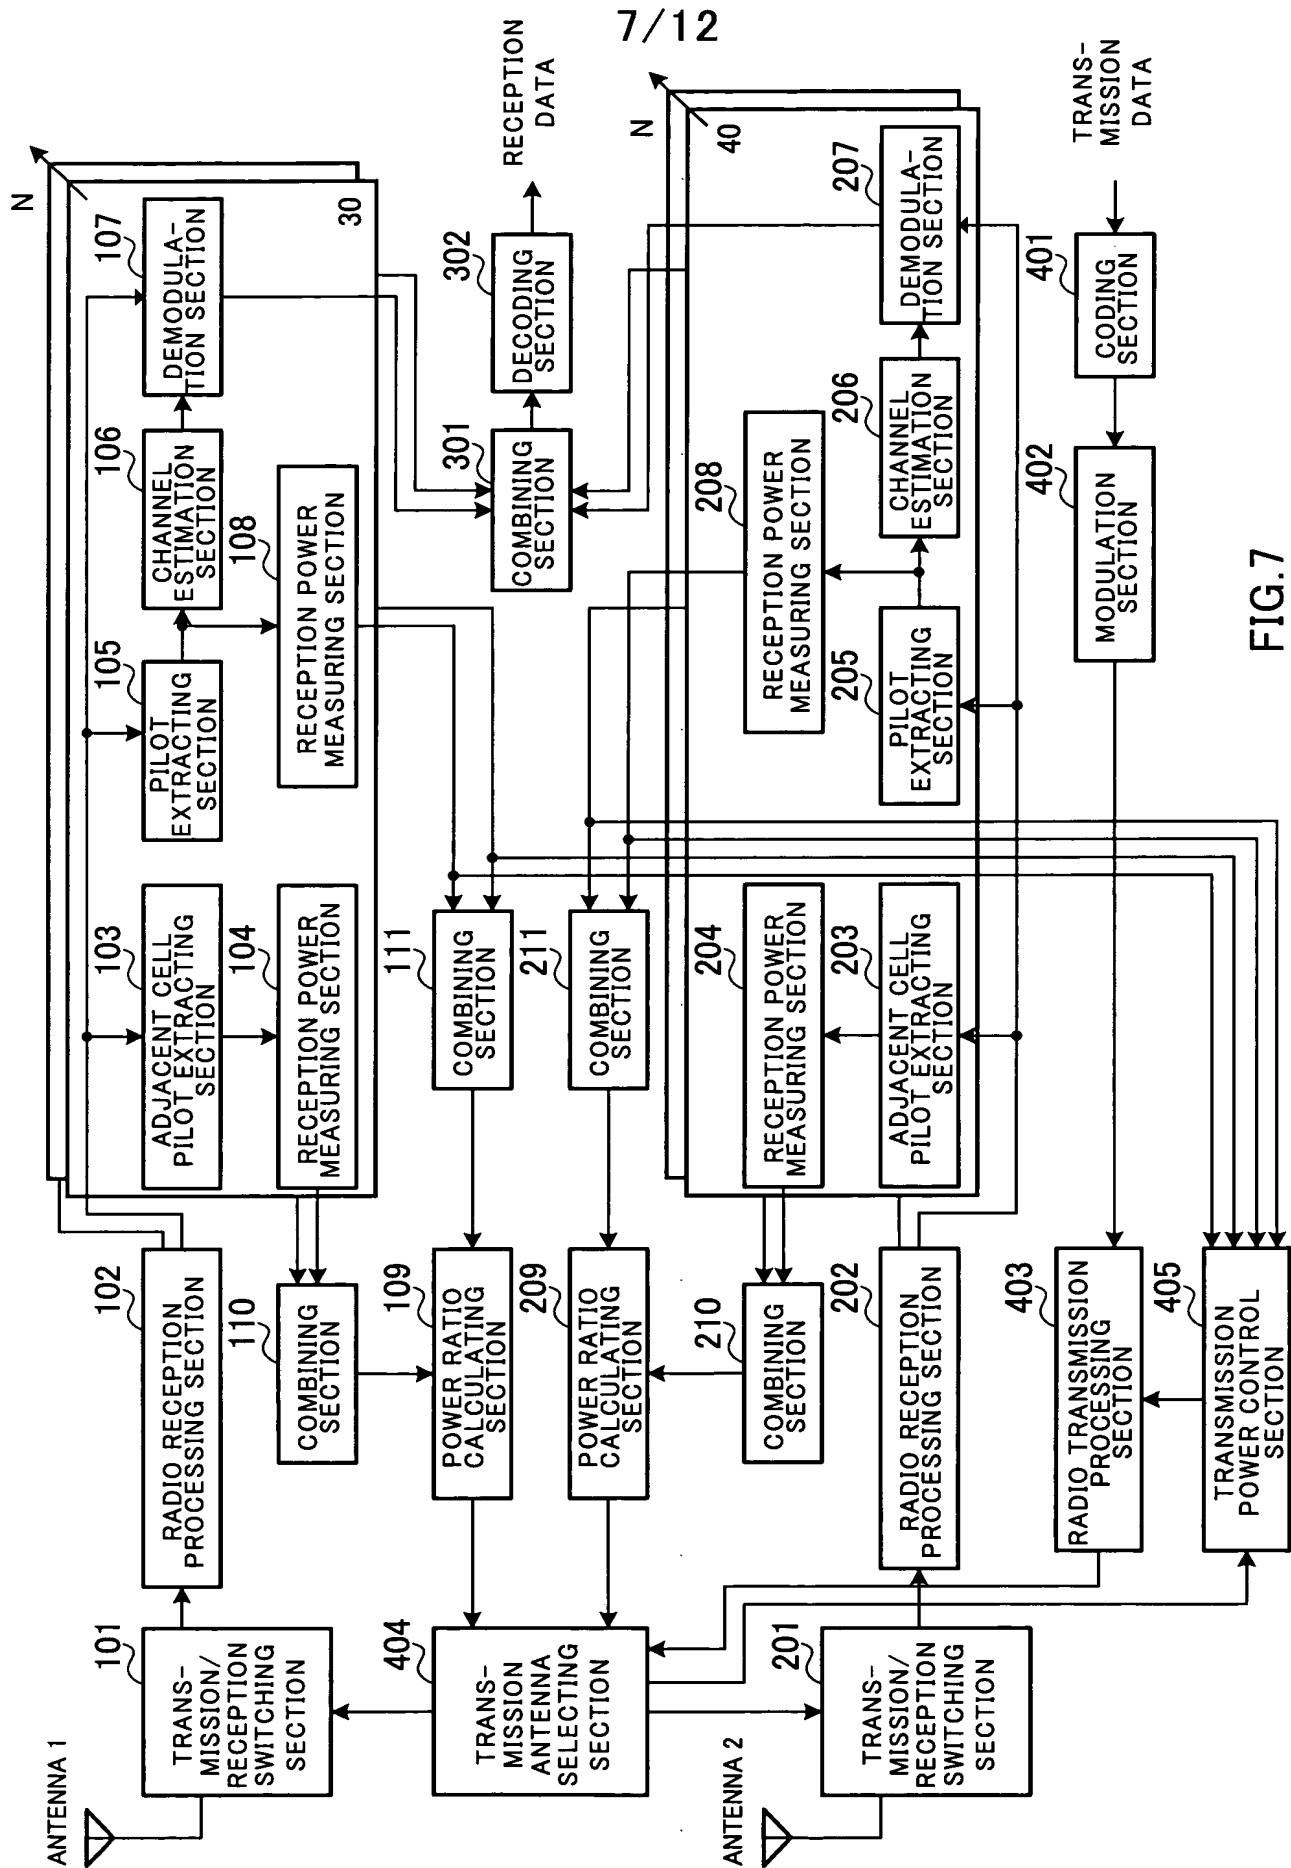 7/12
ANTENNA 1
101
TRANS-
MISSION/
RECEPTION
SWITCHING
SECTION
102
RADIO RECEPTION
PROCESSING SECTION
N
30
103
ADJACENT CELL
PILOT EXTRACTING
SECTION
104
RECEPTION POWER
MEASURING SECTION
105
PILOT
EXTRACTING
SECTION
106
CHANNEL
ESTIMATION
SECTION
107
DEMODULA-
TION SECTION
108
RECEPTION POWER
MEASURING SECTION
110
COMBINING
SECTION
109
POWER RATIO
CALCULATING
SECTION
111
COMBINING
SECTION
301
COMBINING
SECTION
302
DECODING
SECTION
RECEPTION
DATA
404
TRANS-
MISSION
ANTENNA
SELECTING
SECTION
209
POWER RATIO
CALCULATING
SECTION
211
COMBINING
SECTION
210
COMBINING
SECTION
N
40
204
RECEPTION POWER
MEASURING SECTION
203
ADJACENT CELL
PILOT EXTRACTING
SECTION
208
RECEPTION POWER
MEASURING SECTION
205
PILOT
EXTRACTING
SECTION
206
CHANNEL
ESTIMATION
SECTION
207
DEMODULA-
TION SECTION
ANTENNA 2
201
TRANS-
MISSION/
RECEPTION
SWITCHING
SECTION
202
RADIO RECEPTION
PROCESSING SECTION
403
RADIO TRANSMISSION
PROCESSING
SECTION
402
MODULATION
SECTION
401
CODING
SECTION
TRANS-
MISSION
DATA
405
TRANSMISSION
POWER CONTROL
SECTION
FIG.7